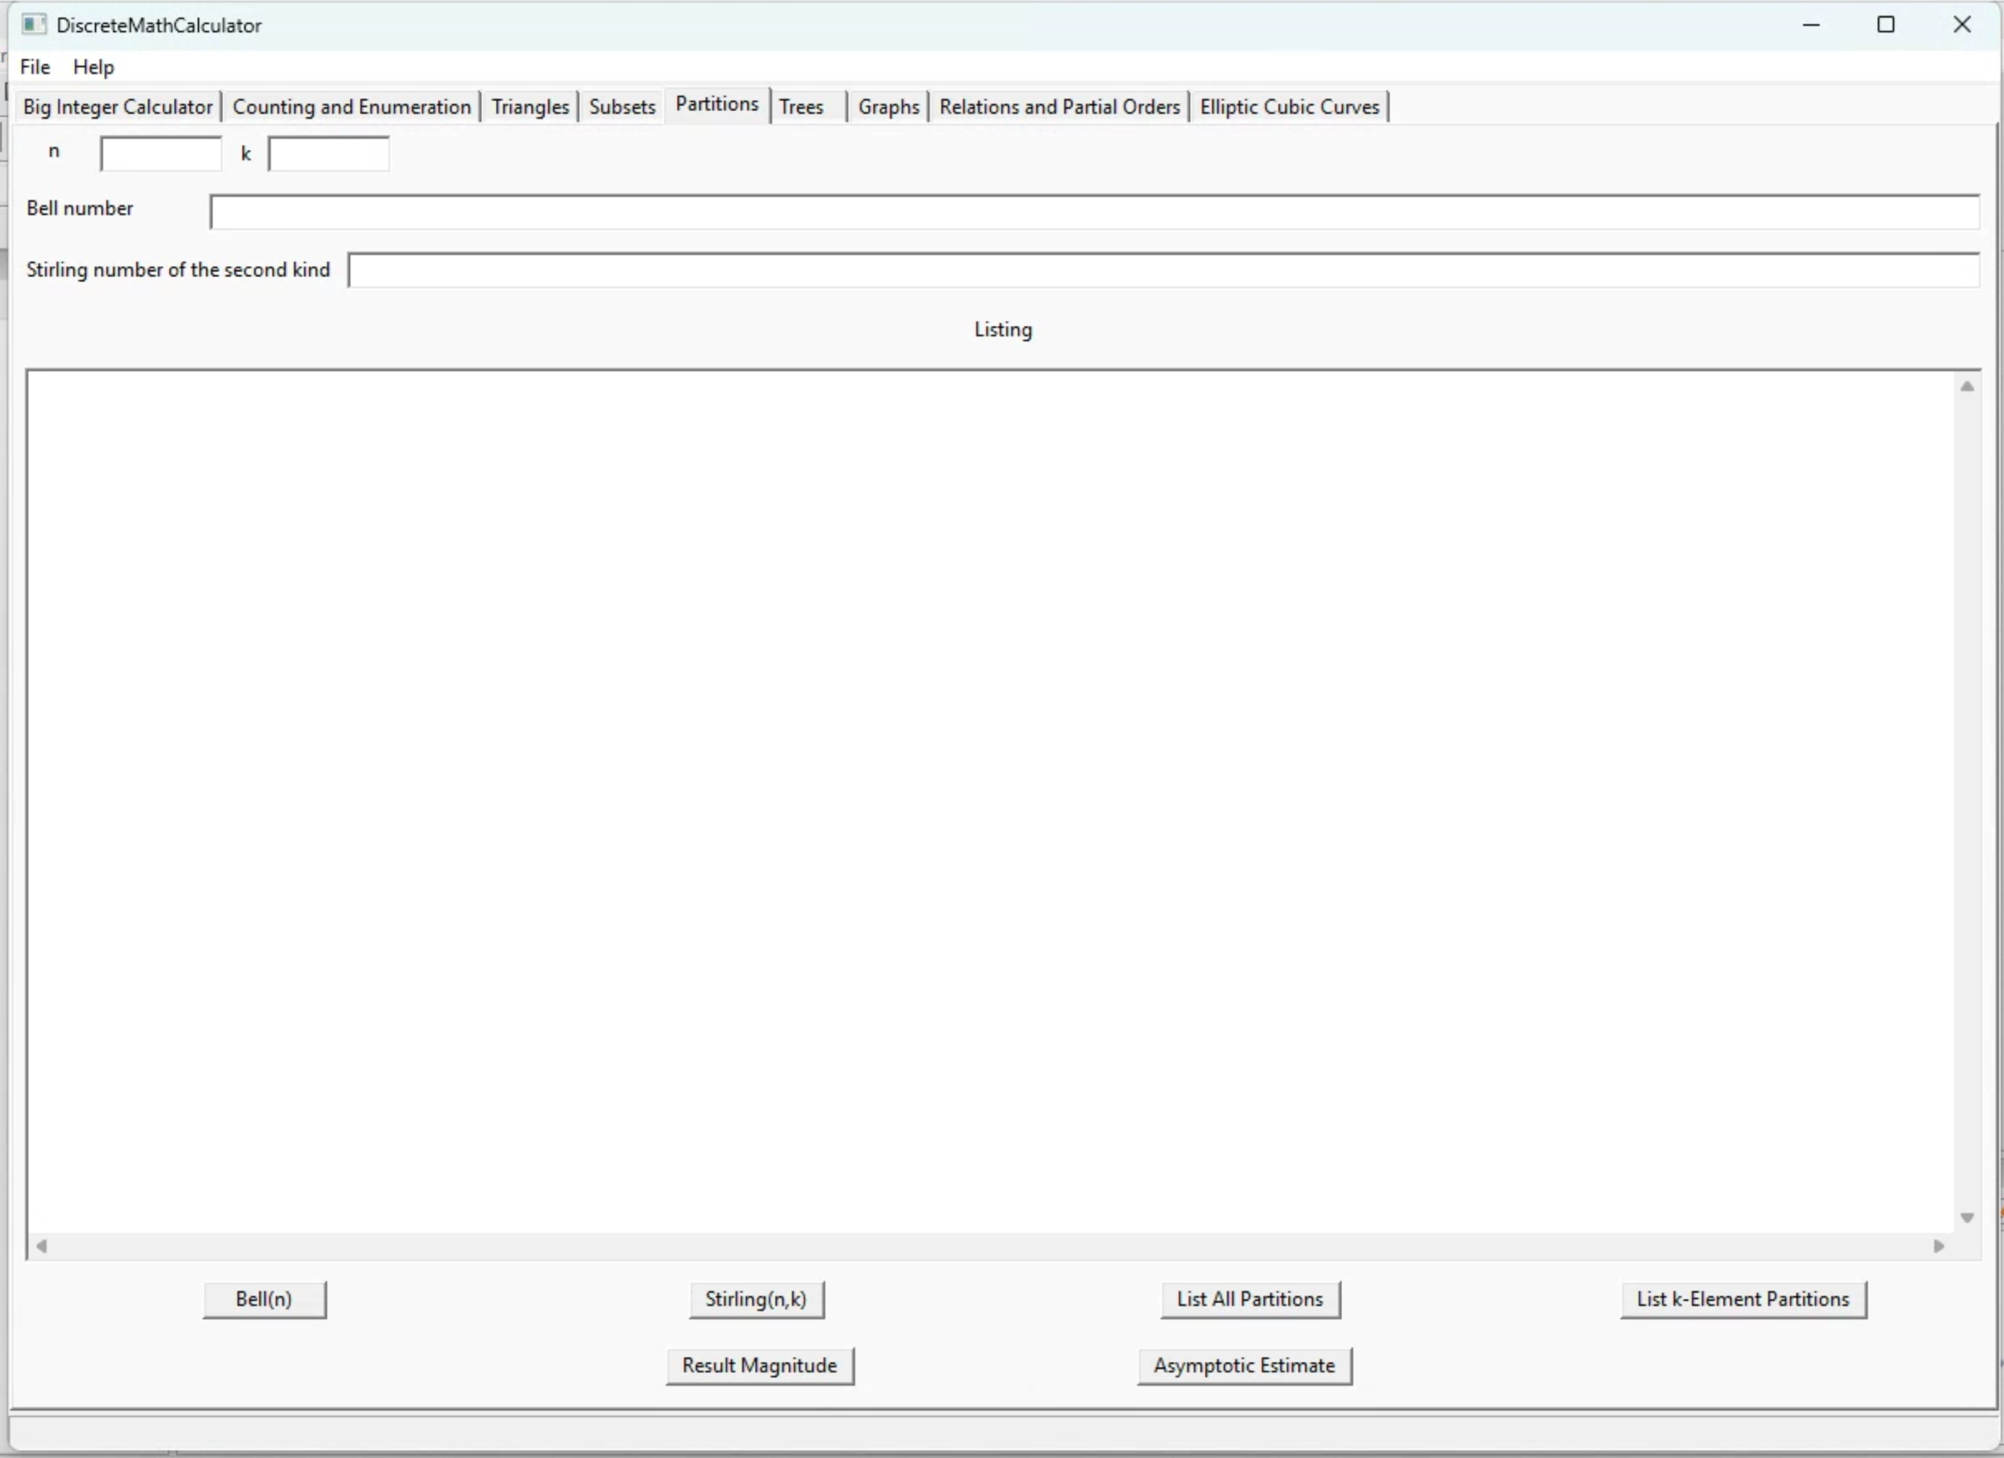 DiscreteMathCalculator
File Help
Big Integer Calculator Counting and Enumeration Triangles Subsets Partitions Trees Graphs Relations and Partial Orders Elliptic Cubic Curves
n k
Bell number
Stirling number of the second kind
Listing
Bell(n) Stirling(n,k) List All Partitions List k-Element Partitions
Result Magnitude Asymptotic Estimate